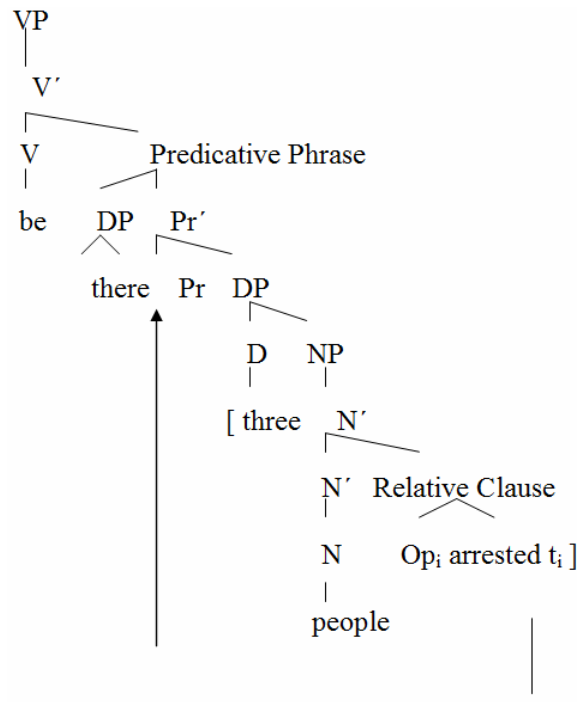 VP
V´
V Predicative Phrase
be DP Pr´
there Pr DP
D NP
[ three N´
N´ Relative Clause
N Opi arrested ti ]
people